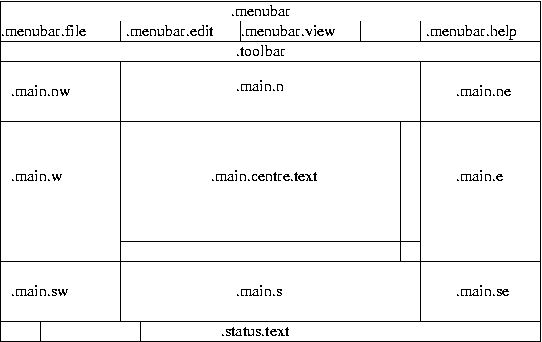 .menubar
.menubar.file .menubar.edit .menubar.view .menubar.help
.toolbar
.main.nw .main.n .main.ne
.main.w .main.centre.text .main.e
.main.sw .main.s .main.se
.status.text